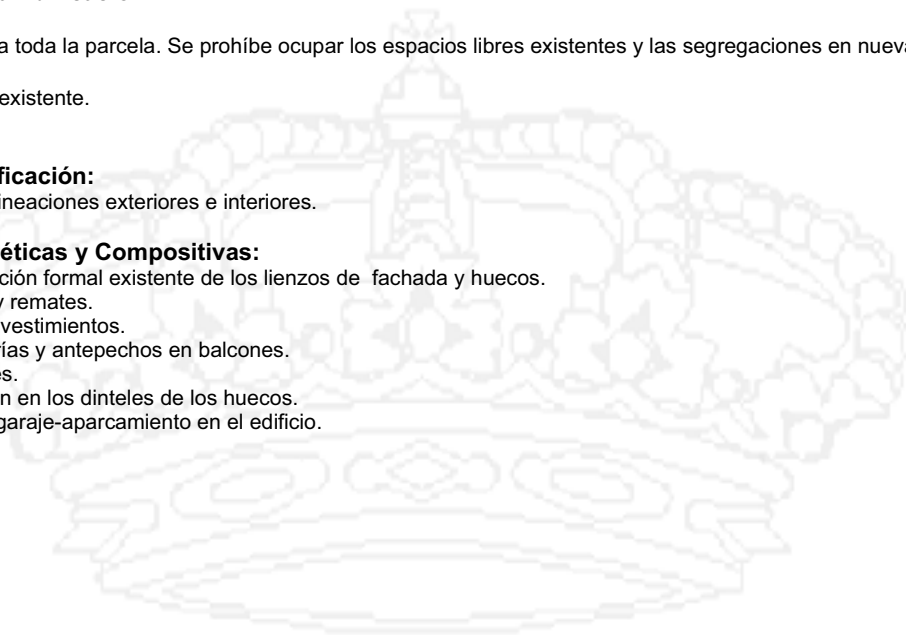 a toda la parcela. Se prohíbe ocupar los espacios libres existentes y las segregaciones en
existente.
ficación:
ineaciones exteriores e interiores.
éticas y Compositivas:
ción formal existente de los lienzos de fachada y huecos.
y remates.
vestimientos.
rías y antepechos en balcones.
es.
n en los dinteles de los huecos.
garaje-aparcamiento en el edificio.